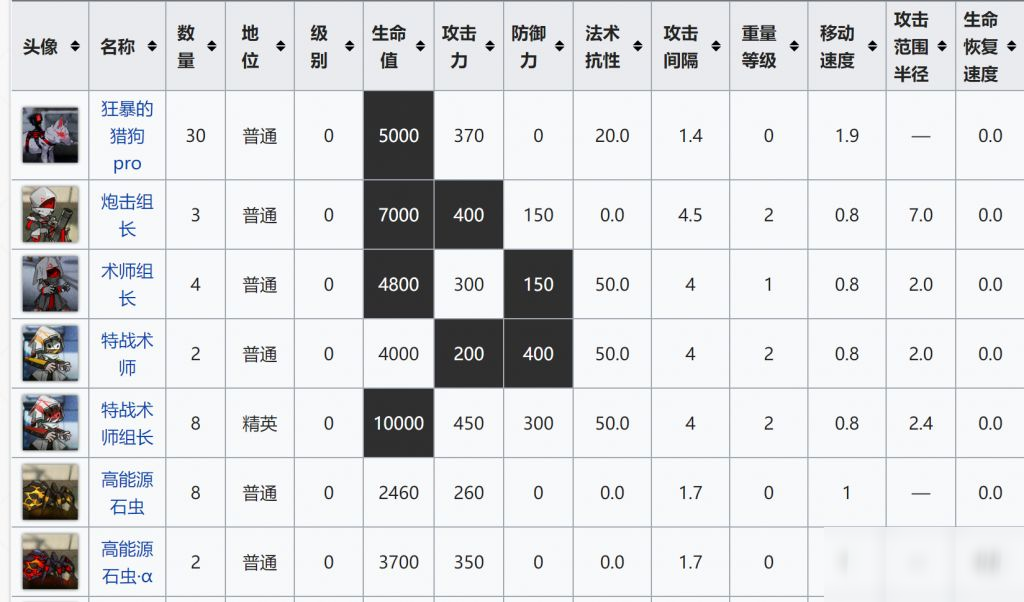 头像 名称 数量 地位 级别 生命值 攻击力 防御力 法术抗性 攻击间隔 重量等级 移动速度 攻击范围半径 生命恢复速度
狂暴的猎狗pro 30 普通 0 5000 370 0 20.0 1.4 0 1.9 — 0.0
炮击组长 3 普通 0 7000 400 150 0.0 4.5 2 0.8 7.0 0.0
术师组长 4 普通 0 4800 300 150 50.0 4 1 0.8 2.0 0.0
特战术师 2 普通 0 4000 200 400 50.0 4 2 0.8 2.0 0.0
特战术师组长 8 精英 0 10000 450 300 50.0 4 2 0.8 2.4 0.0
高能源石虫 8 普通 0 2460 260 0 0.0 1.7 0 1 — 0.0
高能源石虫·α 2 普通 0 3700 350 0 0.0 1.7 0